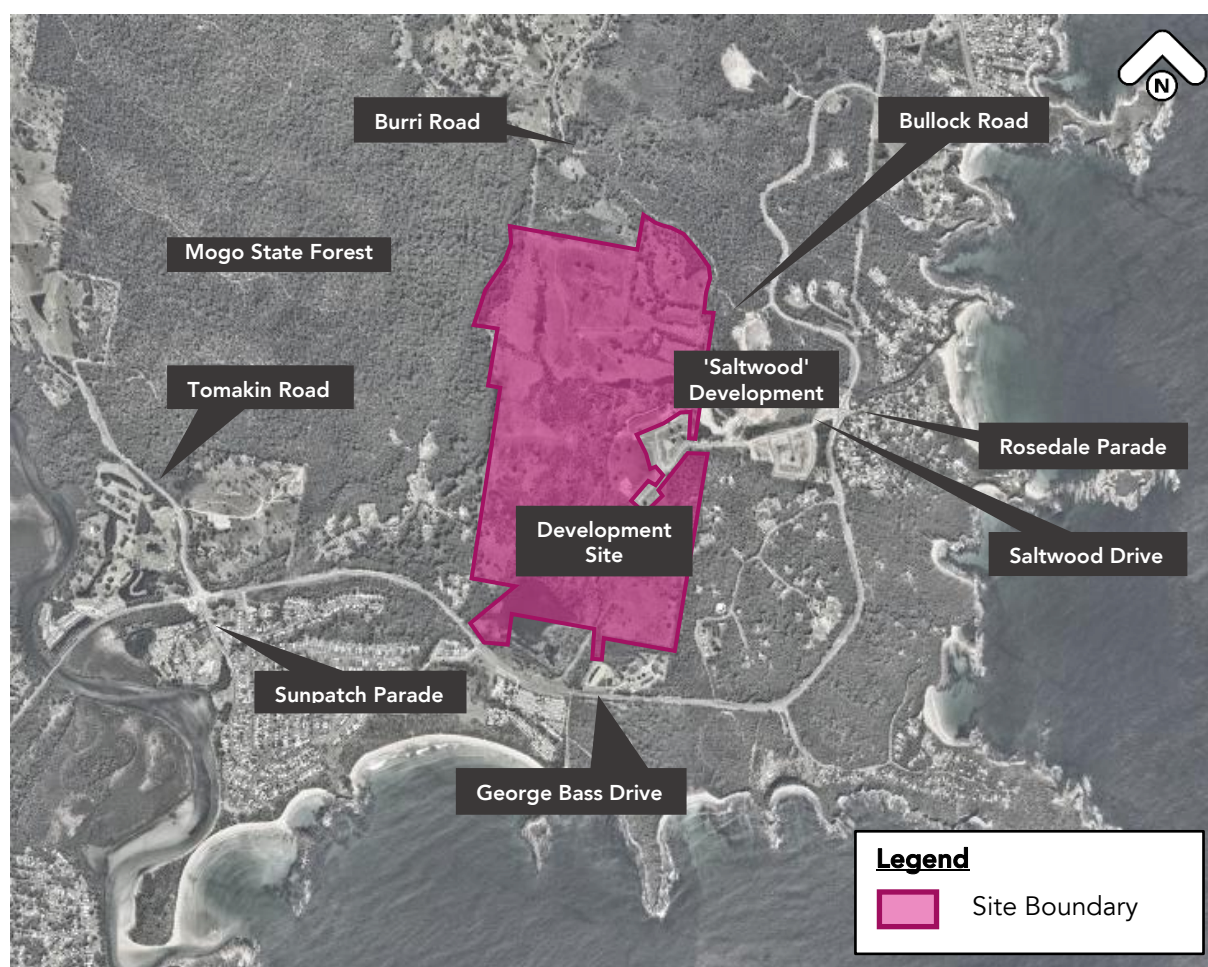 N
Burri Road
Bullock Road
Mogo State Forest
'Saltwood'
Development
Tomakin Road
Rosedale Parade
Development
Site
Saltwood Drive
Sunpatch Parade
George Bass Drive
Legend
Site Boundary